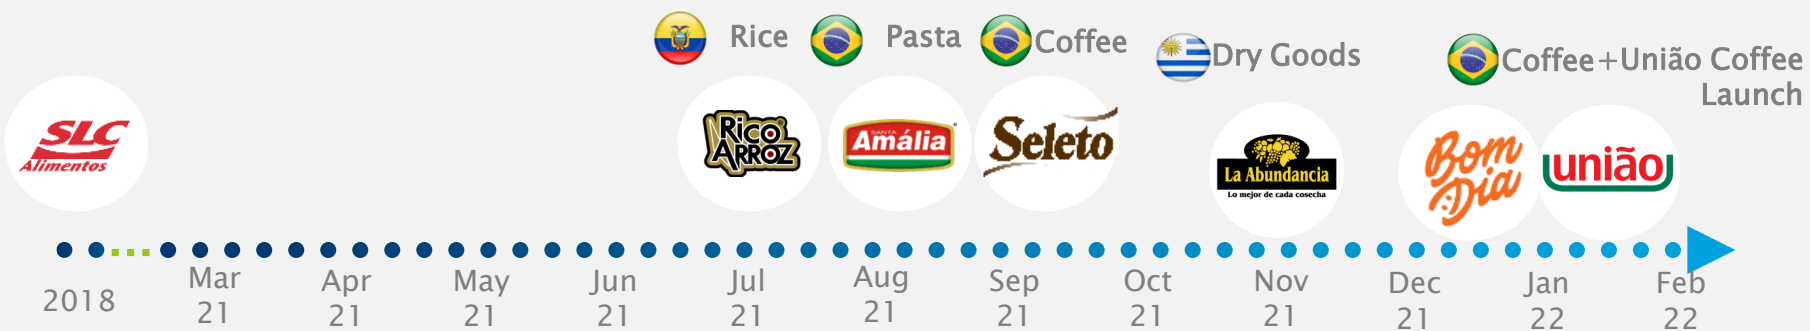 Rice
Pasta
Coffee
Dry Goods
Coffee+União Coffee
Launch
SLC
Alimentos
Rico
ARROZ
SANTA
Amália
Seleto
La Abundancia
Lo mejor de cada cosecha
BOM
Dia
união
2018
Mar
21
Apr
21
May
21
Jun
21
Jul
21
Aug
21
Sep
21
Oct
21
Nov
21
Dec
21
Jan
22
Feb
22